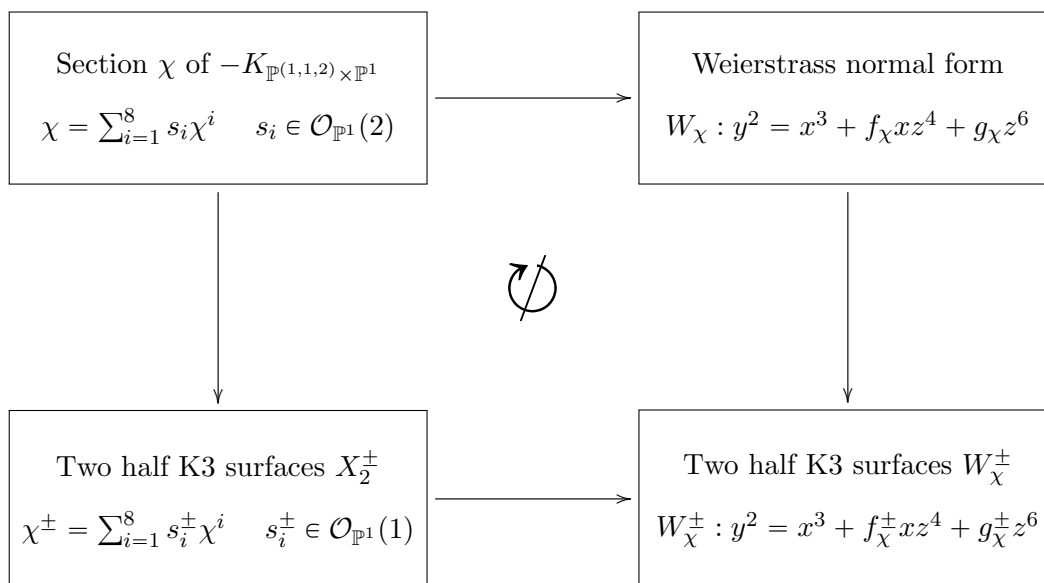 Section χ of −K_{ℙ^{(1,1,2)}×ℙ^1}
χ = ∑_{i=1}^{8} s_i χ^i s_i ∈ 𝒪_{ℙ^1}(2)
Weierstrass normal form
W_χ : y^2 = x^3 + f_χ x z^4 + g_χ z^6
Two half K3 surfaces X_2^±
χ^± = ∑_{i=1}^{8} s_i^± χ^i s_i^± ∈ 𝒪_{ℙ^1}(1)
Two half K3 surfaces W_χ^±
W_χ^± : y^2 = x^3 + f_χ^± x z^4 + g_χ^± z^6